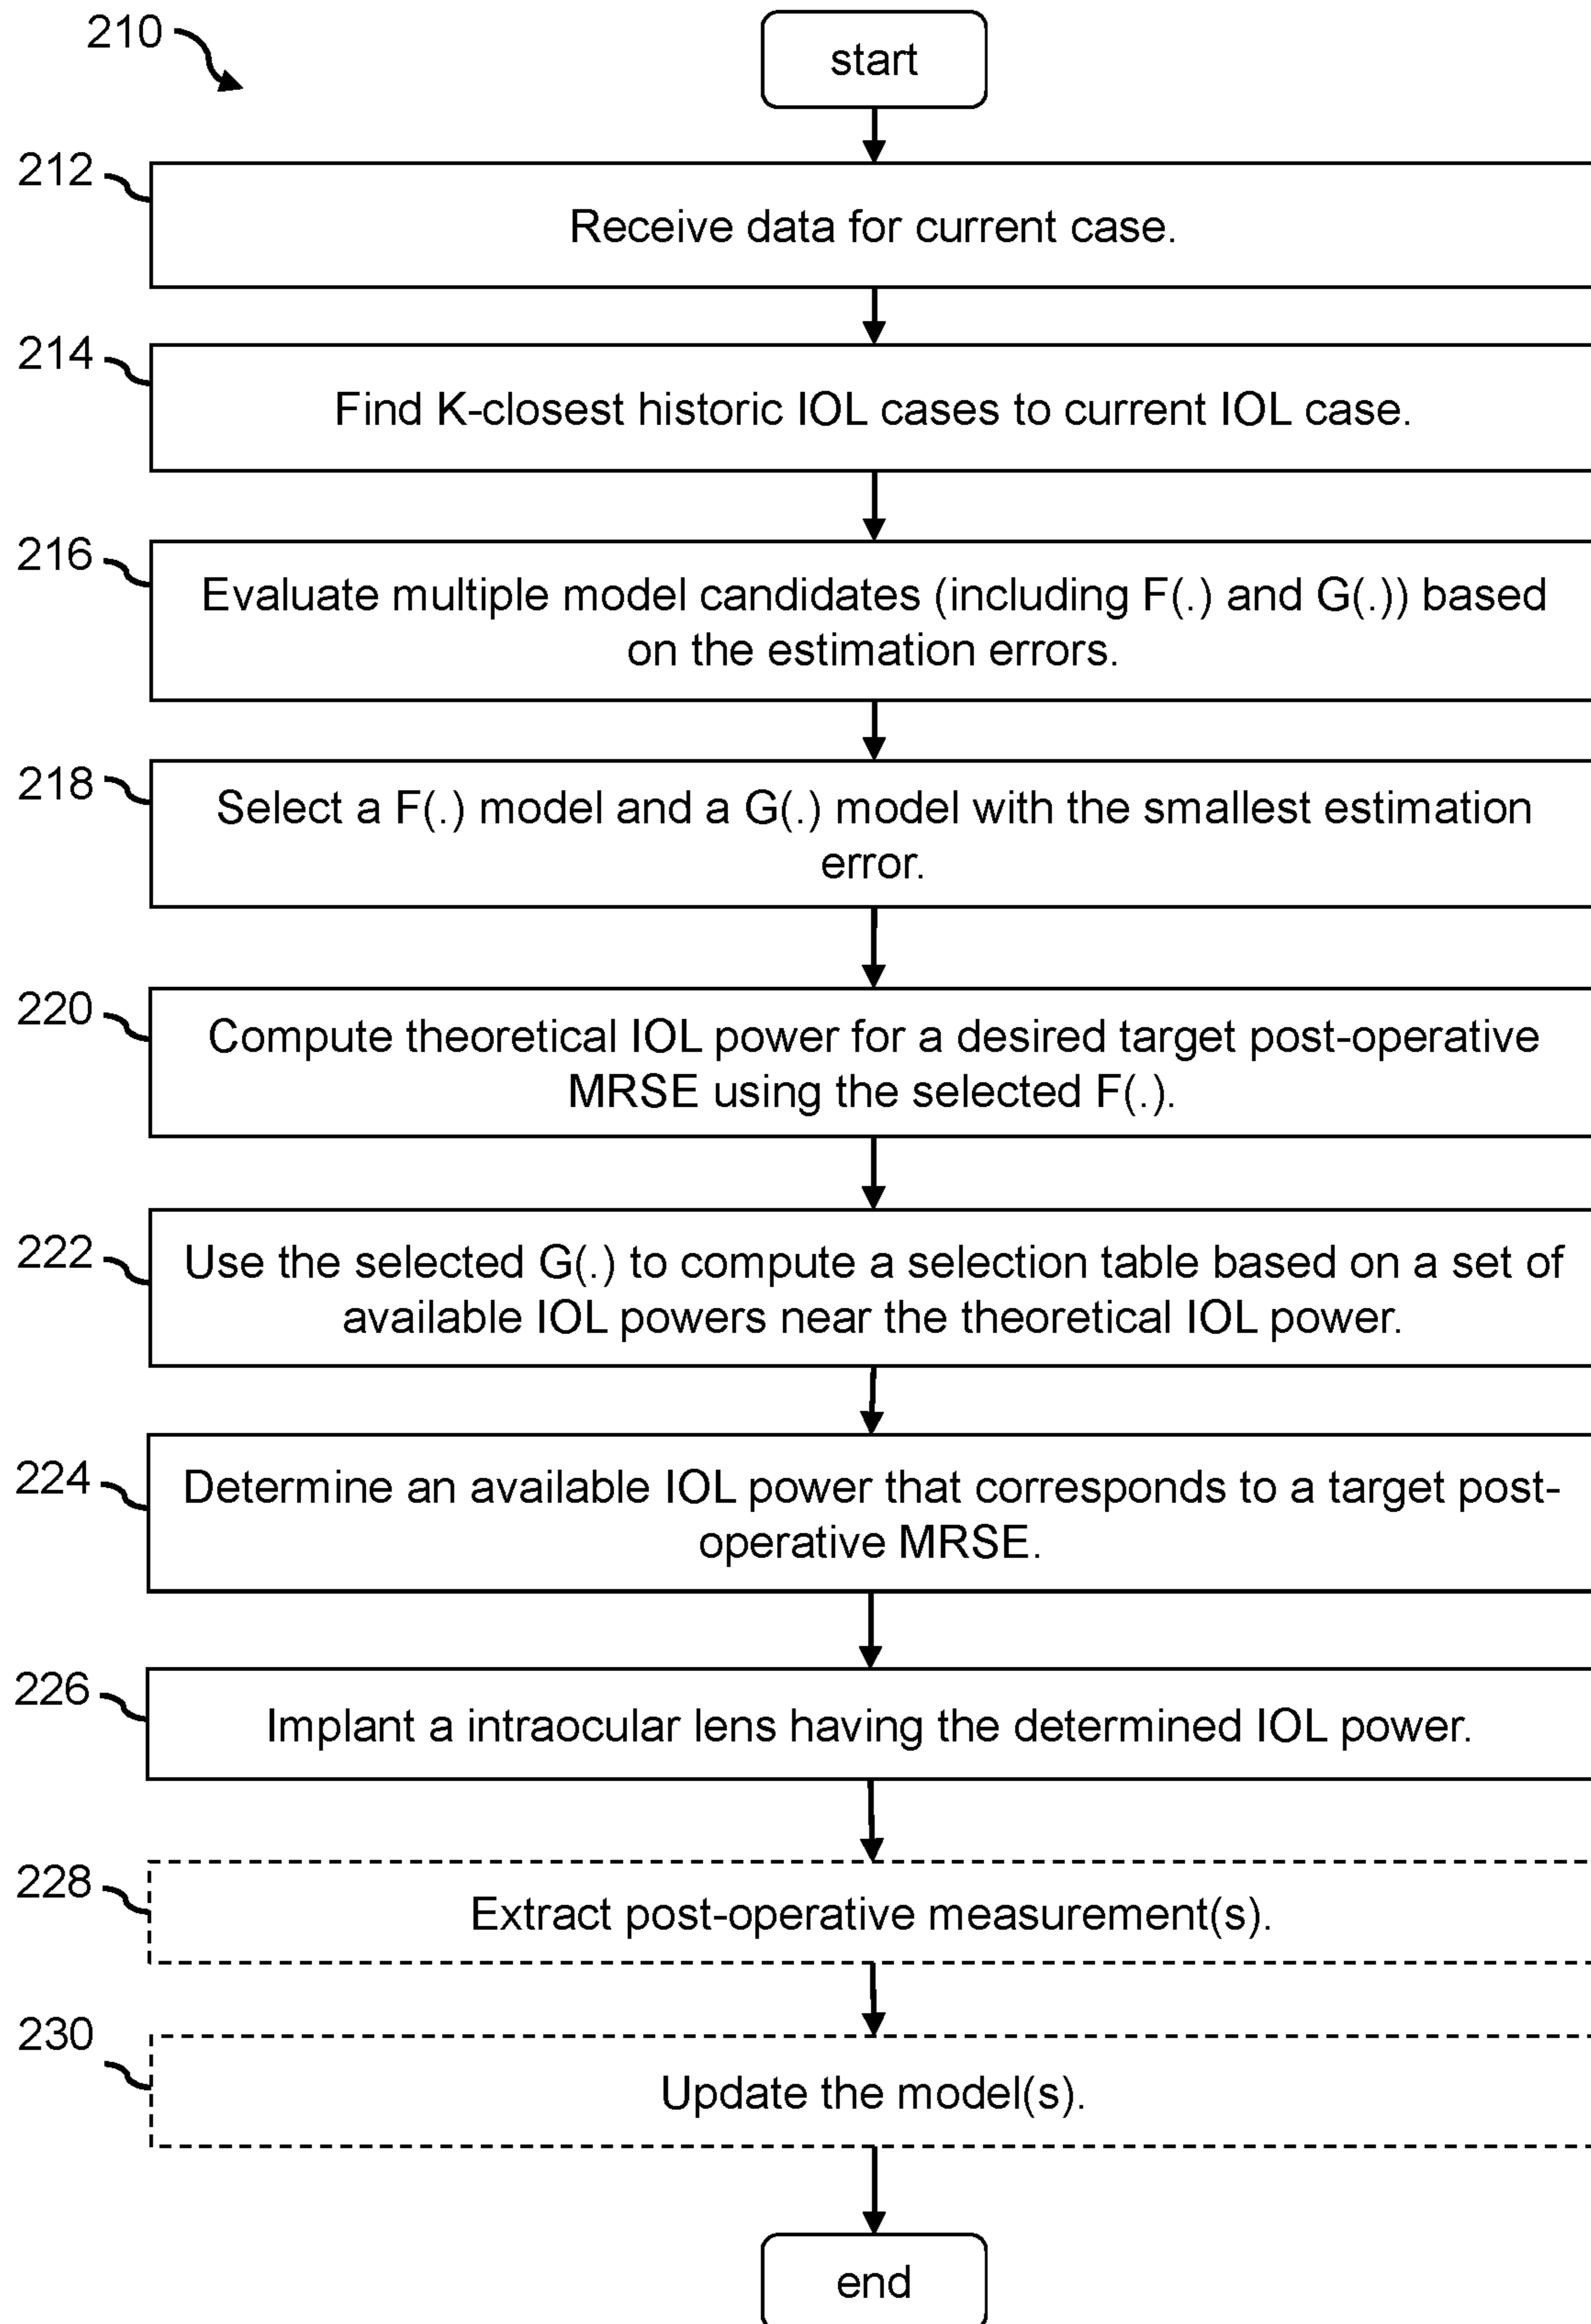 210
start
212
Receive data for current case.
214
Find K-closest historic IOL cases to current IOL case.
216
Evaluate multiple model candidates (including F(.) and G(.)) based
on the estimation errors.
218
Select a F(.) model and a G(.) model with the smallest estimation
error.
220
Compute theoretical IOL power for a desired target post-operative
MRSE using the selected F(.).
222
Use the selected G(.) to compute a selection table based on a set of
available IOL powers near the theoretical IOL power.
224
Determine an available IOL power that corresponds to a target post-
operative MRSE.
226
Implant a intraocular lens having the determined IOL power.
228
Extract post-operative measurement(s).
230
Update the model(s).
end